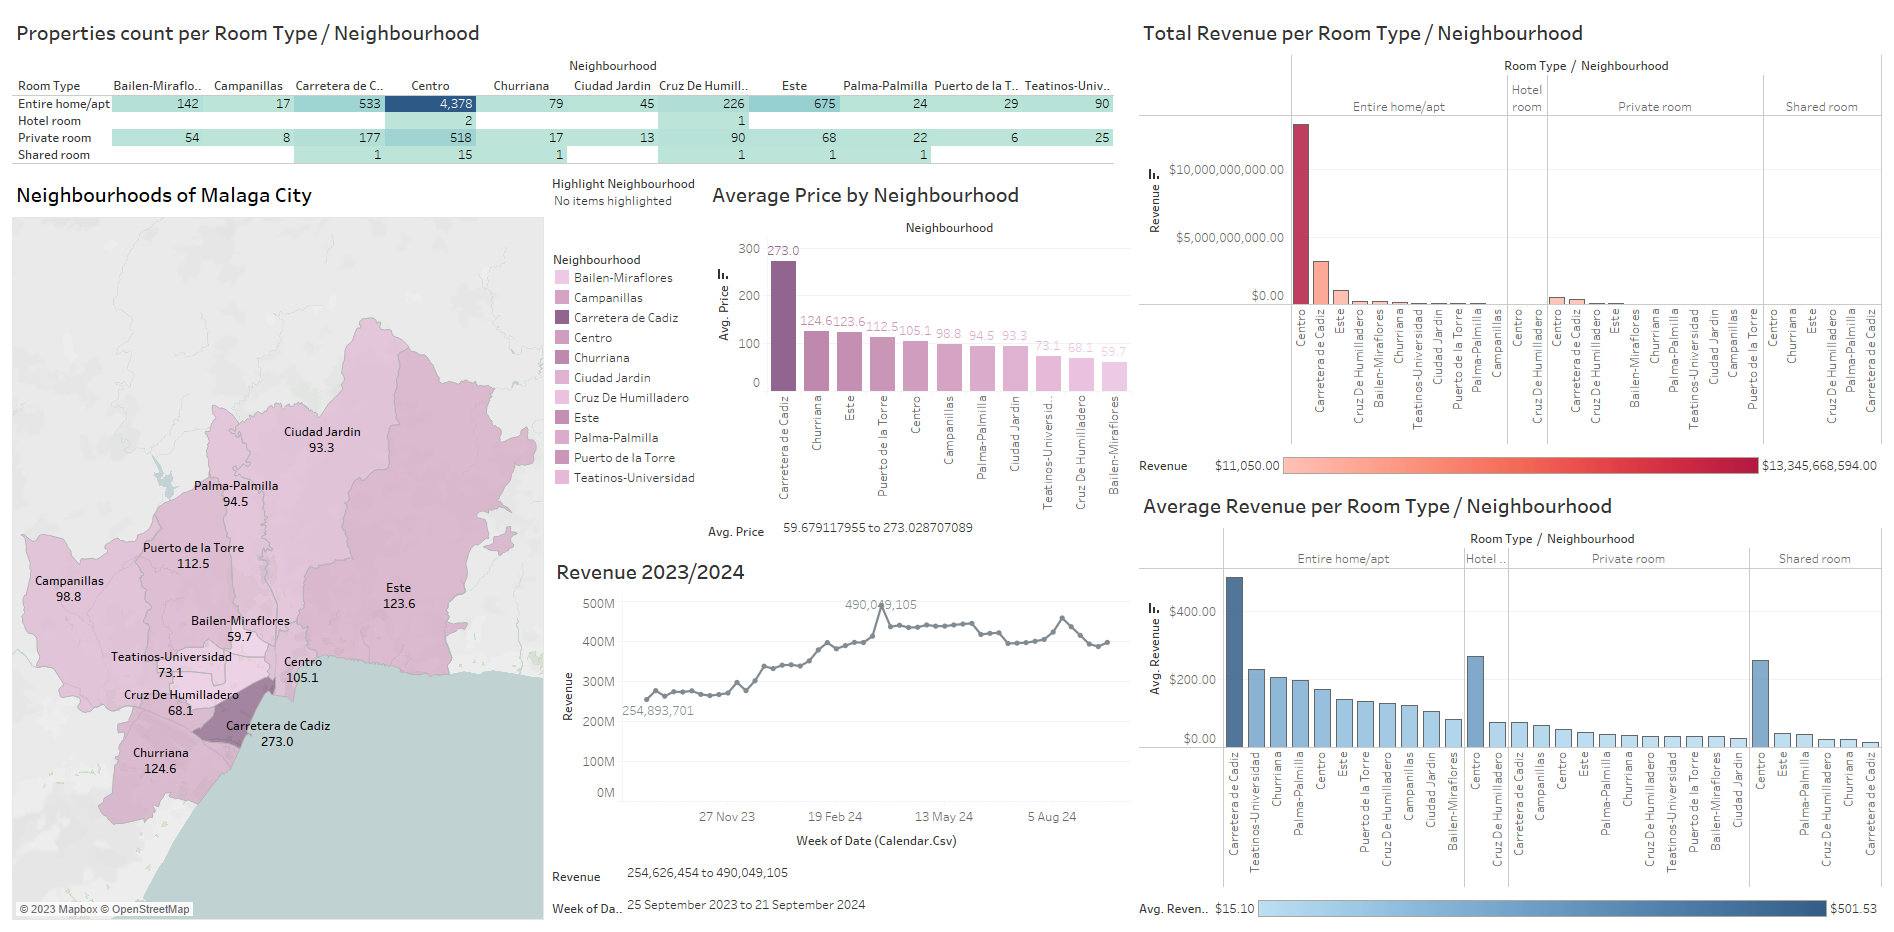 Properties count per Room Type / Neighbourhood
Neighbourhood
Room Type Bailen-Miraflo.. Campanillas Carretera de C.. Centro Churriana Ciudad Jardin Cruz De Humill.. Este Palma-Palmilla Puerto de la T.. Teatinos-Univ..
Entire home/apt 142 17 533 4,378 79 45 226 675 24 29 90
Hotel room 2 1
Private room 54 8 177 518 17 13 90 68 22 6 25
Shared room 1 15 1 1 1 1
Neighbourhoods of Malaga City
Ciudad Jardin
93.3
Palma-Palmilla
94.5
Puerto de la Torre
112.5
Campanillas
98.8
Este
123.6
Bailen-Miraflores
59.7
Teatinos-Universidad
73.1
Centro
105.1
Cruz De Humilladero
68.1
Carretera de Cadiz
273.0
Churriana
124.6
© 2023 Mapbox © OpenStreetMap
Highlight Neighbourhood
No items highlighted
Neighbourhood
Bailen-Miraflores
Campanillas
Carretera de Cadiz
Centro
Churriana
Ciudad Jardin
Cruz De Humilladero
Este
Palma-Palmilla
Puerto de la Torre
Teatinos-Universidad
Average Price by Neighbourhood
Neighbourhood
Avg. Price
300
200
100
0
273.0
124.6
123.6
112.5
105.1
98.8
94.5
93.3
73.1
68.1
59.7
Carretera de Cadiz
Churriana
Este
Puerto de la Torre
Centro
Campanillas
Palma-Palmilla
Ciudad Jardin
Teatinos-Universid..
Cruz De Humilladero
Bailen-Miraflores
Avg. Price 59.679117955 to 273.028707089
Revenue 2023/2024
Revenue
500M
400M
300M
200M
100M
0M
490,049,105
254,893,701
27 Nov 23
19 Feb 24
13 May 24
5 Aug 24
Week of Date (Calendar.Csv)
Revenue 254,626,454 to 490,049,105
Week of Da.. 25 September 2023 to 21 September 2024
Total Revenue per Room Type / Neighbourhood
Room Type / Neighbourhood
Entire home/apt
Hotel
room
Private room
Shared room
Revenue
$10,000,000,000.00
$5,000,000,000.00
$0.00
Centro
Carretera de Cadiz
Este
Cruz De Humilladero
Bailen-Miraflores
Churriana
Teatinos-Universidad
Ciudad Jardin
Puerto de la Torre
Palma-Palmilla
Campanillas
Centro
Cruz De Humilladero
Centro
Carretera de Cadiz
Cruz De Humilladero
Este
Bailen-Miraflores
Churriana
Palma-Palmilla
Teatinos-Universidad
Ciudad Jardin
Campanillas
Puerto de la Torre
Centro
Churriana
Este
Cruz De Humilladero
Palma-Palmilla
Carretera de Cadiz
Revenue $11,050.00 $13,345,668,594.00
Average Revenue per Room Type / Neighbourhood
Room Type / Neighbourhood
Entire home/apt
Hotel ..
Private room
Shared room
Avg. Revenue
$400.00
$200.00
$0.00
Carretera de Cadiz
Teatinos-Universidad
Churriana
Palma-Palmilla
Centro
Este
Puerto de la Torre
Cruz De Humilladero
Campanillas
Ciudad Jardin
Bailen-Miraflores
Centro
Cruz De Humilladero
Carretera de Cadiz
Campanillas
Centro
Este
Palma-Palmilla
Churriana
Cruz De Humilladero
Teatinos-Universidad
Puerto de la Torre
Bailen-Miraflores
Ciudad Jardin
Centro
Este
Palma-Palmilla
Cruz De Humilladero
Churriana
Carretera de Cadiz
Avg. Reven.. $15.10 $501.53